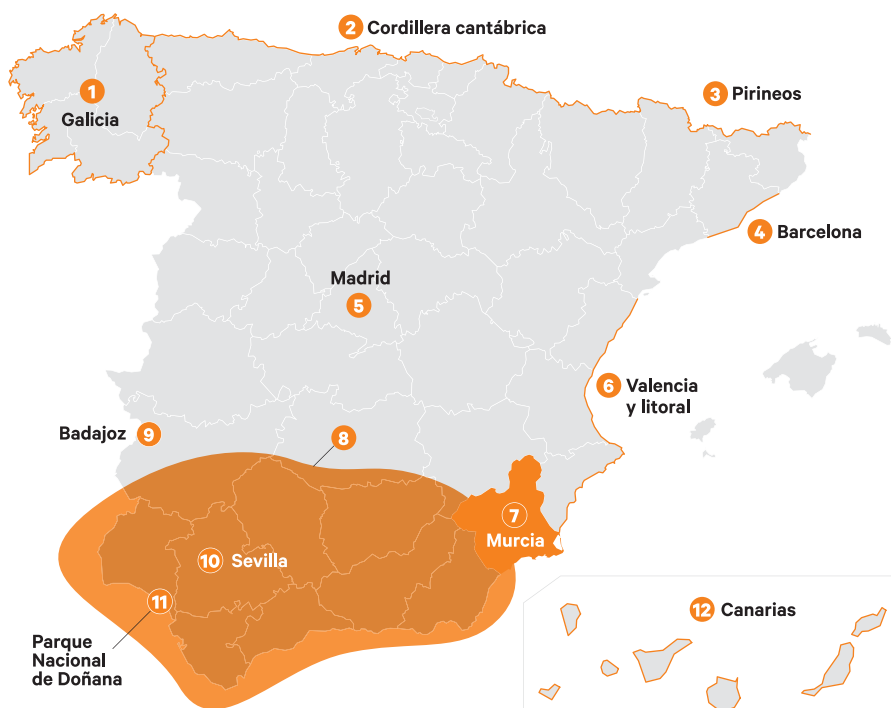 2 Cordillera cantábrica
1
Galicia
3 Pirineos
4 Barcelona
Madrid
5
6 Valencia
y litoral
Badajoz 9
8
7
Murcia
10 Sevilla
11
Parque
Nacional
de Doñana
12 Canarias